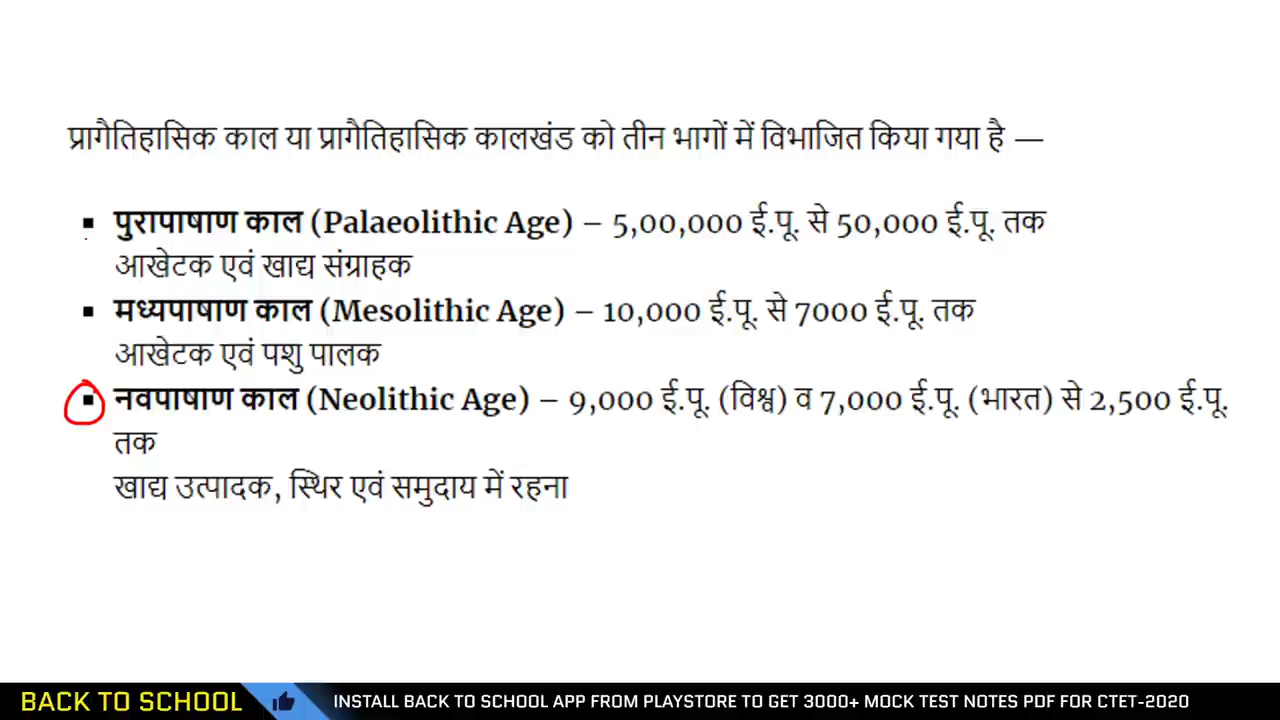 प्रागैतिहासिक काल या प्रागैतिहासिक कालखंड को तीन भागों में विभाजित किया गया है —
▪ पुरापाषाण काल (Palaeolithic Age) – 5,00,000 ई.पू. से 50,000 ई.पू. तक
आखेटक एवं खाद्य संग्राहक
▪ मध्यपाषाण काल (Mesolithic Age) – 10,000 ई.पू. से 7000 ई.पू. तक
आखेटक एवं पशु पालक
▪ नवपाषाण काल (Neolithic Age) – 9,000 ई.पू. (विश्व) व 7,000 ई.पू. (भारत) से 2,500 ई.पू.
तक
खाद्य उत्पादक, स्थिर एवं समुदाय में रहना
BACK TO SCHOOL INSTALL BACK TO SCHOOL APP FROM PLAYSTORE TO GET 3000+ MOCK TEST NOTES PDF FOR CTET-2020